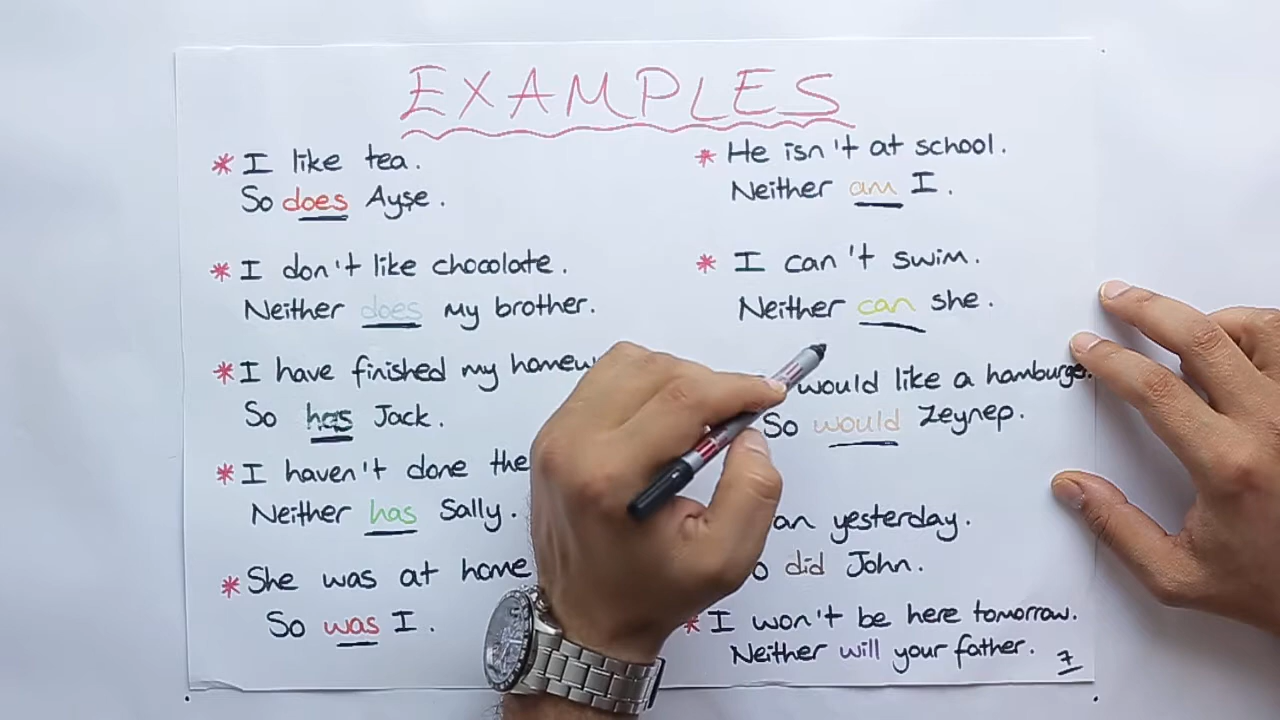 EXAMPLES
* I like tea.
So does Ayşe.
* I don't like chocolate.
Neither does my brother.
* I have finished my
So has Jack.
* I haven't done the
Neither has Sally.
* She was at home
So was I.
* He isn't at school.
Neither am I.
* I can't swim.
Neither can she.
would like a hamburger.
So would Zeynep.
yesterday.
did John.
* I won't be here tomorrow.
Neither will your father.
7